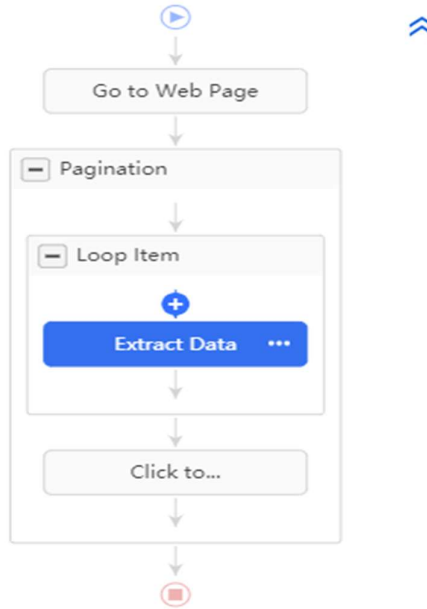 Go to Web Page
Pagination
Loop Item
Extract Data
Click to...